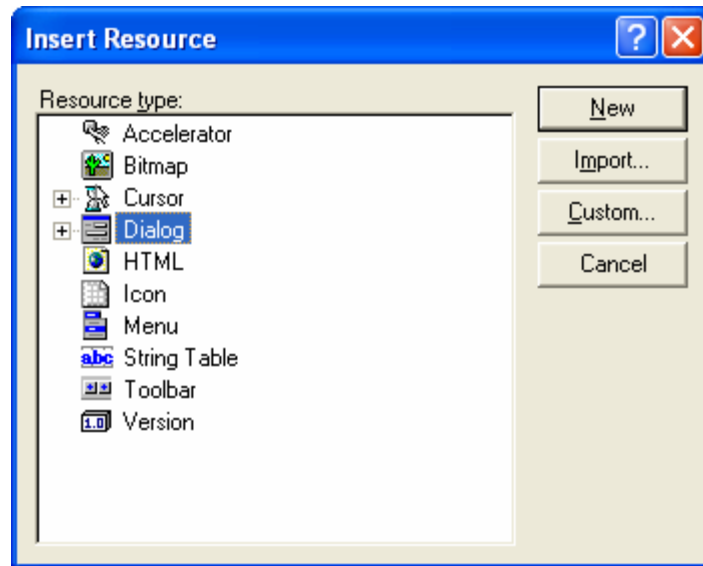 Insert Resource
Resource type:
Accelerator
Bitmap
Cursor
Dialog
HTML
Icon
Menu
abc String Table
Toolbar
1.0 Version
New
Import...
Custom...
Cancel